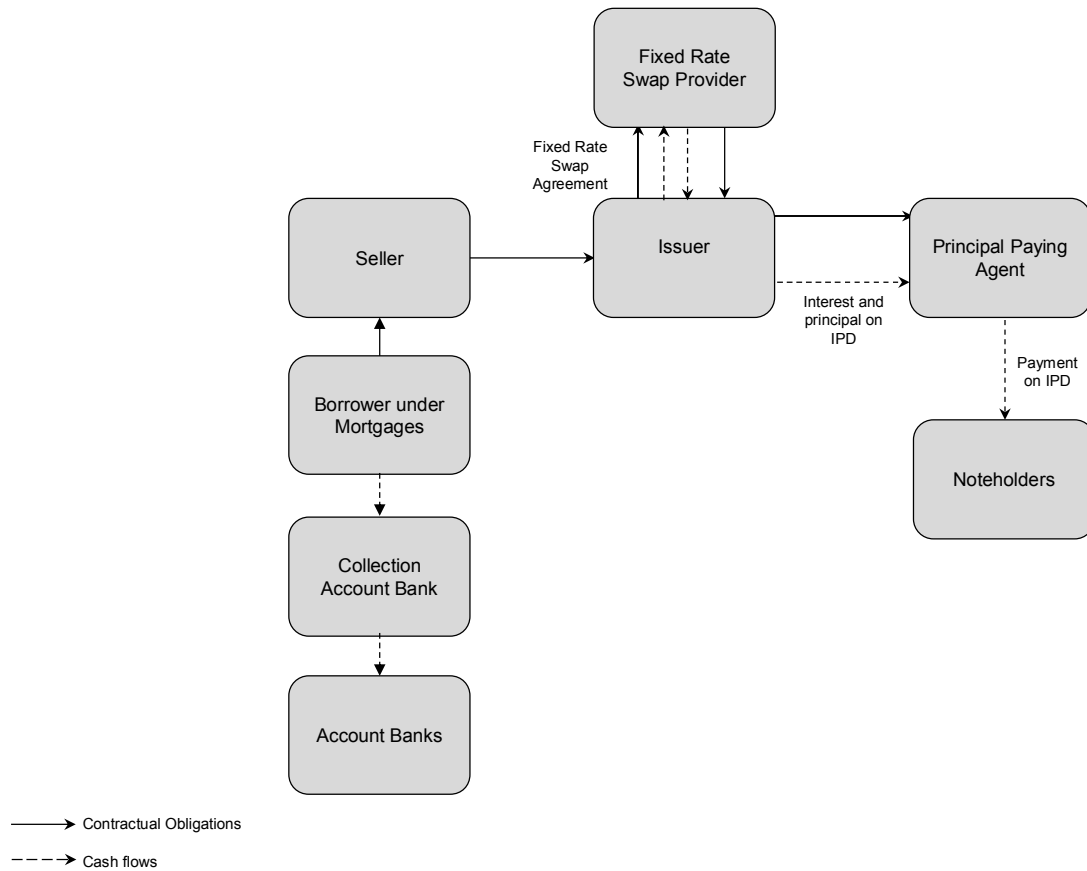 Fixed Rate
Swap Provider
Fixed Rate
Swap
Agreement
Seller
Issuer
Principal Paying
Agent
Interest and
principal on
IPD
Borrower under
Mortgages
Payment
on IPD
Noteholders
Collection
Account Bank
Account Banks
Contractual Obligations
Cash flows